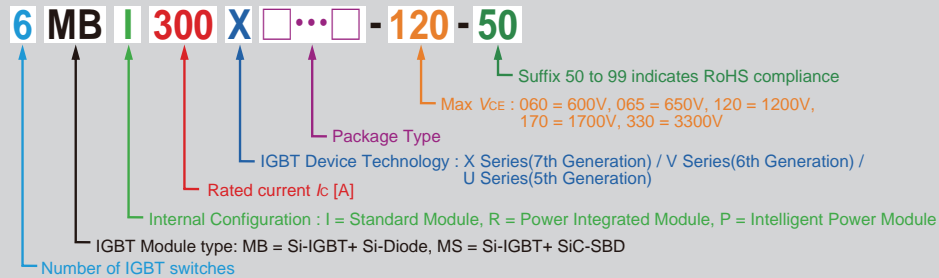 6 MB I 300 X □···□ - 120 - 50
Suffix 50 to 99 indicates RoHS compliance
Max VCE : 060 = 600V, 065 = 650V, 120 = 1200V,
170 = 1700V, 330 = 3300V
Package Type
IGBT Device Technology : X Series(7th Generation) / V Series(6th Generation) /
U Series(5th Generation)
Rated current Ic [A]
Internal Configuration : I = Standard Module, R = Power Integrated Module, P = Intelligent Power Module
IGBT Module type: MB = Si-IGBT+ Si-Diode, MS = Si-IGBT+ SiC-SBD
Number of IGBT switches